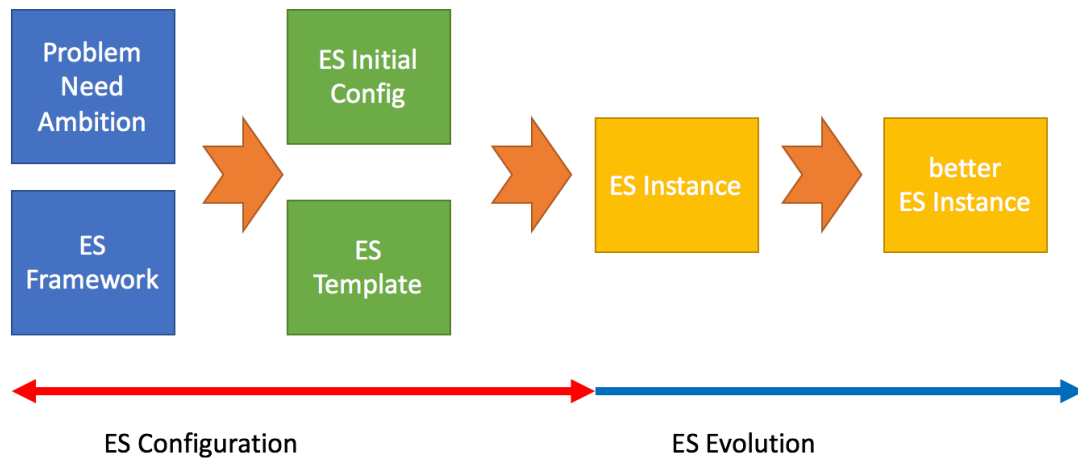 Problem
Need
Ambition
ES
Framework
ES Initial
Config
ES
Template
ES Instance
better
ES Instance
ES Configuration
ES Evolution